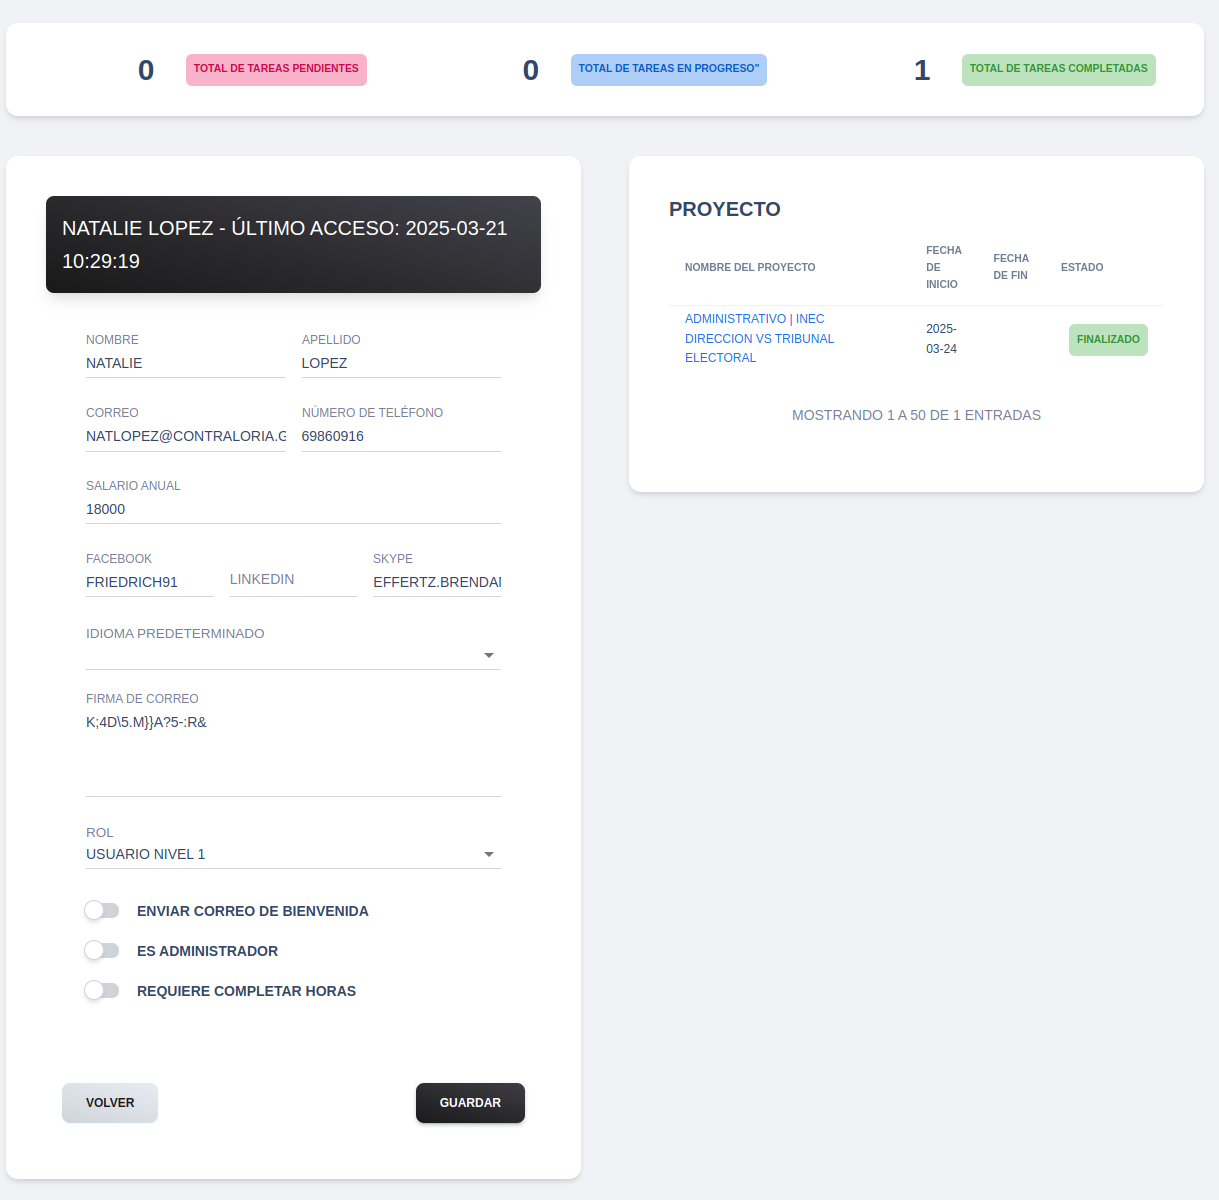 0 TOTAL DE TAREAS PENDIENTES 0 TOTAL DE TAREAS EN PROGRESO" 1 TOTAL DE TAREAS COMPLETADAS
NATALIE LOPEZ - ÚLTIMO ACCESO: 2025-03-21
10:29:19
NOMBRE APELLIDO
NATALIE LOPEZ
CORREO NÚMERO DE TELÉFONO
NATLOPEZ@CONTRALORIA.G 69860916
SALARIO ANUAL
18000
FACEBOOK LINKEDIN SKYPE
FRIEDRICH91 EFFERTZ.BRENDAN
IDIOMA PREDETERMINADO
FIRMA DE CORREO
K;4D\5.M}}A?5-:R&
ROL
USUARIO NIVEL 1
ENVIAR CORREO DE BIENVENIDA
ES ADMINISTRADOR
REQUIERE COMPLETAR HORAS
VOLVER GUARDAR
PROYECTO
NOMBRE DEL PROYECTO
FECHA
DE
INICIO
FECHA
DE FIN
ESTADO
ADMINISTRATIVO | INEC
DIRECCION VS TRIBUNAL
ELECTORAL
2025-
03-24
FINALIZADO
MOSTRANDO 1 A 50 DE 1 ENTRADAS